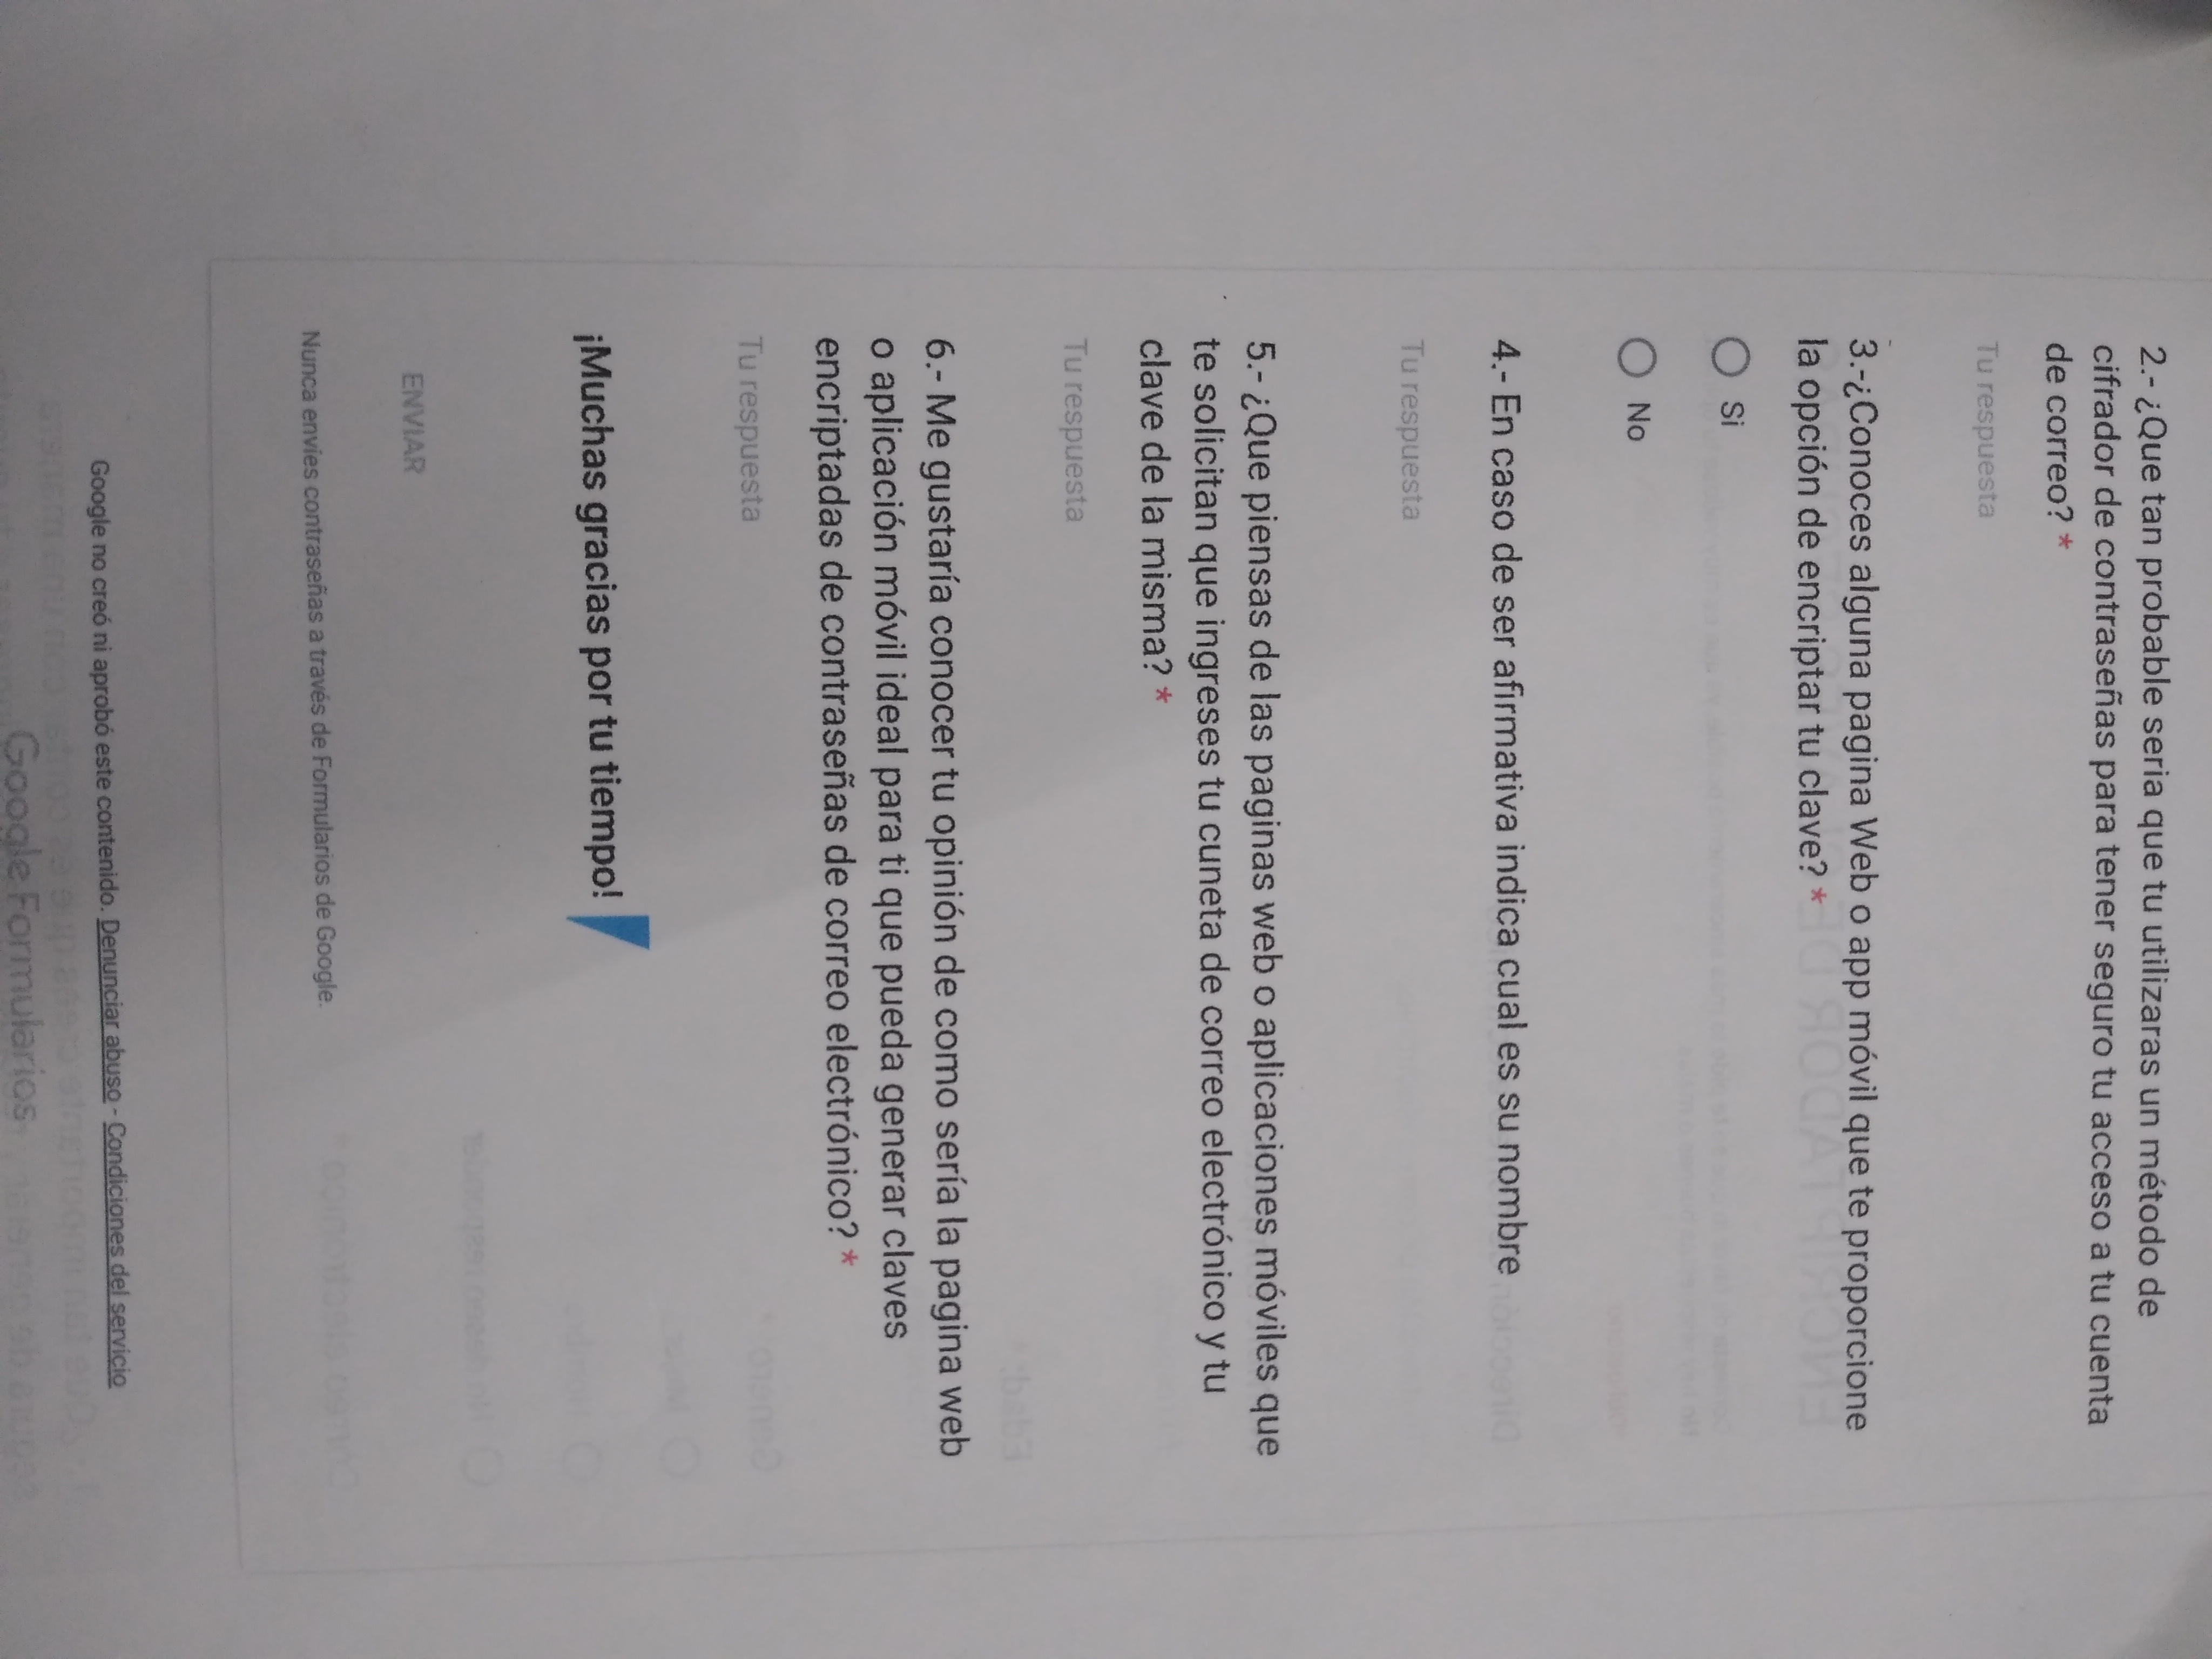 2.- ¿Que tan probable seria que tu utilizaras un método de
cifrador de contraseñas para tener seguro tu acceso a tu cuenta
de correo? *
Tu respuesta
3.-¿Conoces alguna pagina Web o app móvil que te proporcione
la opción de encriptar tu clave? *
Si
No
4.- En caso de ser afirmativa indica cual es su nombre
Tu respuesta
5.- ¿Que piensas de las paginas web o aplicaciones móviles que
te solicitan que ingreses tu cuneta de correo electrónico y tu
clave de la misma? *
Tu respuesta
6.- Me gustaría conocer tu opinión de como sería la pagina web
o aplicación móvil ideal para ti que pueda generar claves
encriptadas de contraseñas de correo electrónico? *
Tu respuesta
¡Muchas gracias por tu tiempo!
ENVIAR
Nunca envíes contraseñas a través de Formularios de Google.
Google no creó ni aprobó este contenido. Denunciar abuso - Condiciones del servicio
Google Formularios